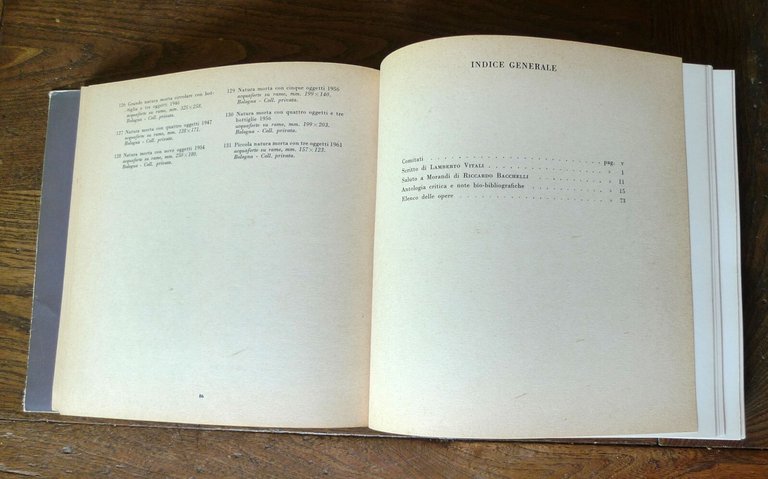 126 Grande natura morta circolare con bot-
tiglia e tre oggetti 1946
acquaforte su rame, mm. 325×258.
Bologna - Coll. privata.
127 Natura morta con quattro oggetti 1947
acquaforte su rame, mm. 138×171.
Bologna - Coll. privata.
128 Natura morta con nove oggetti 1954
acquaforte su rame, mm. 250×180.
Bologna - Coll. privata.
129 Natura morta con cinque oggetti 1956
acquaforte su rame, mm. 199×140.
Bologna - Coll. privata.
130 Natura morta con quattro oggetti e tre
bottiglie 1956
acquaforte su rame, mm. 199×203.
Bologna - Coll. privata.
131 Piccola natura morta con tre oggetti 1961
acquaforte su rame, mm. 157×123.
Bologna - Coll. privata.
86
INDICE GENERALE
Comitati . . . . . . . . . . . . . . . . pag. V
Scritto di LAMBERTO VITALI . . . . . . . . . . » 1
Saluto a Morandi di RICCARDO BACCHELLI . . . . . . . » 11
Antologia critica e note bio-bibliografiche . . . . . . . » 15
Elenco delle opere . . . . . . . . . . . . . » 73